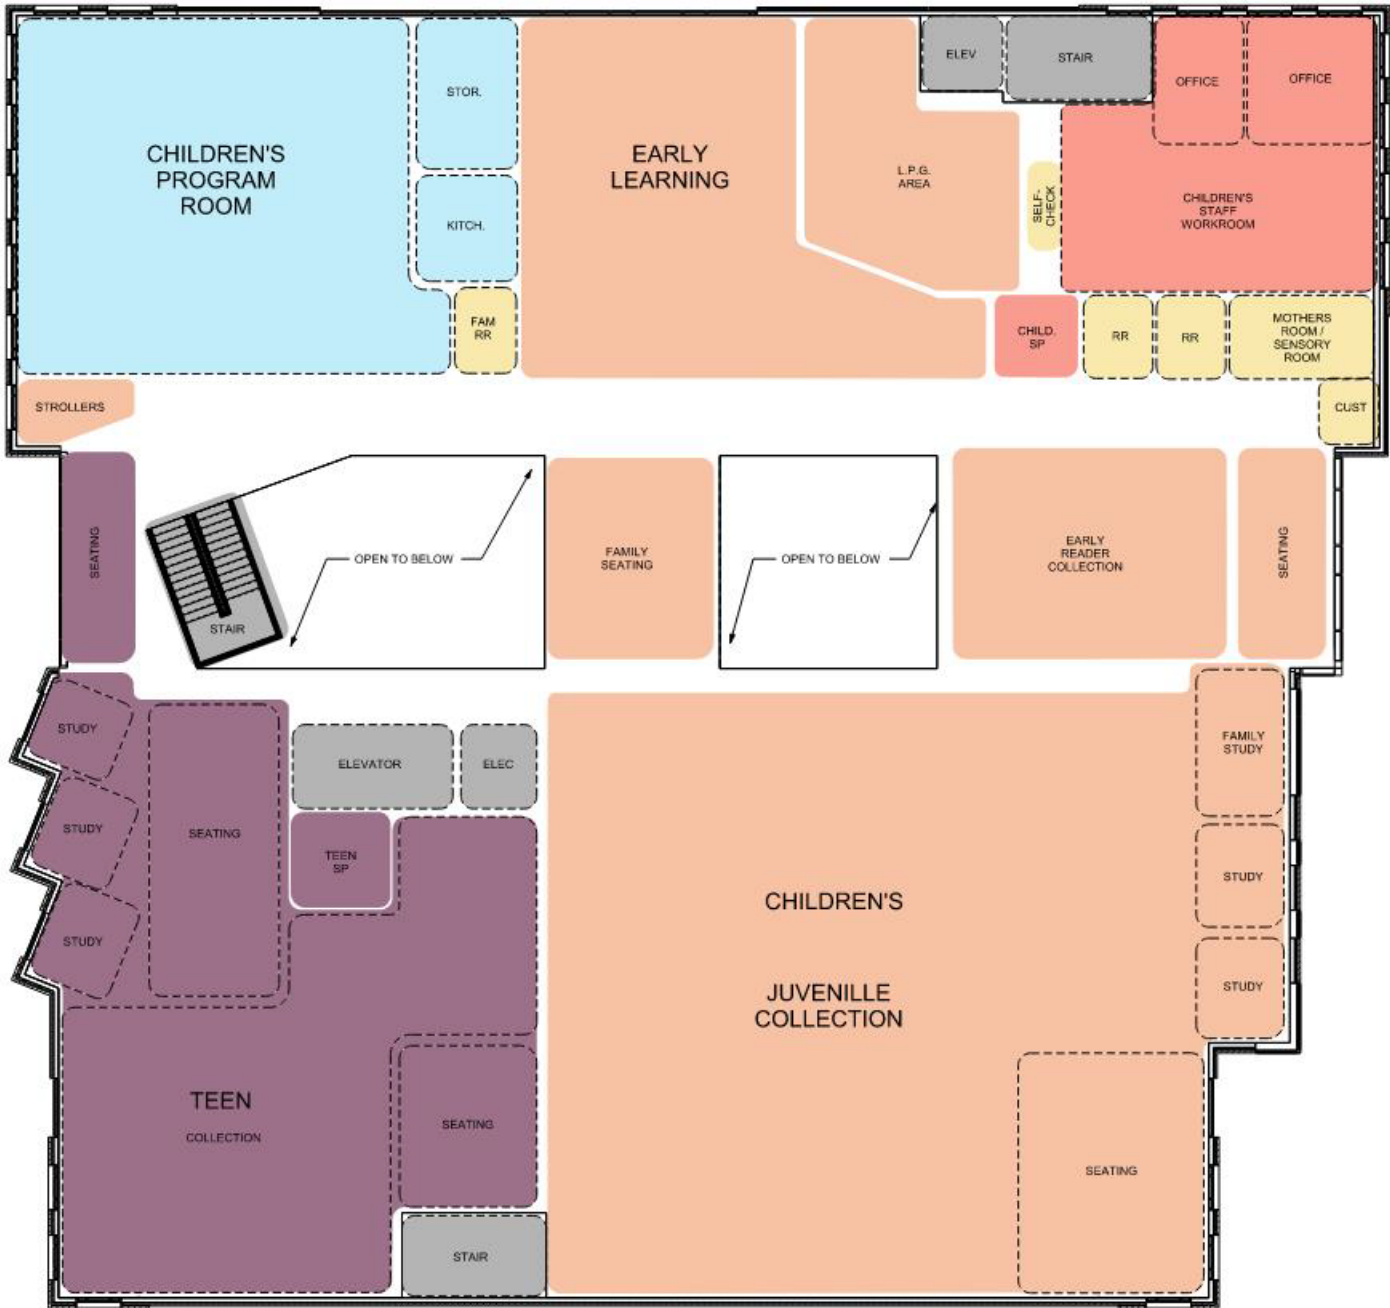 ELEV
STAIR
OFFICE
OFFICE
STOR.
CHILDREN'S
PROGRAM
ROOM
EARLY
LEARNING
L.P.G.
AREA
SELF-
CHECK
CHILDREN'S
STAFF
WORKROOM
KITCH.
FAM
RR
CHILD.
SP
RR
RR
MOTHERS
ROOM /
SENSORY
ROOM
STROLLERS
CUST
SEATING
STAIR
OPEN TO BELOW
FAMILY
SEATING
OPEN TO BELOW
EARLY
READER
COLLECTION
SEATING
STUDY
STUDY
STUDY
SEATING
ELEVATOR
ELEC
TEEN
SP
FAMILY
STUDY
STUDY
STUDY
CHILDREN'S
JUVENILLE
COLLECTION
TEEN
COLLECTION
SEATING
SEATING
STAIR